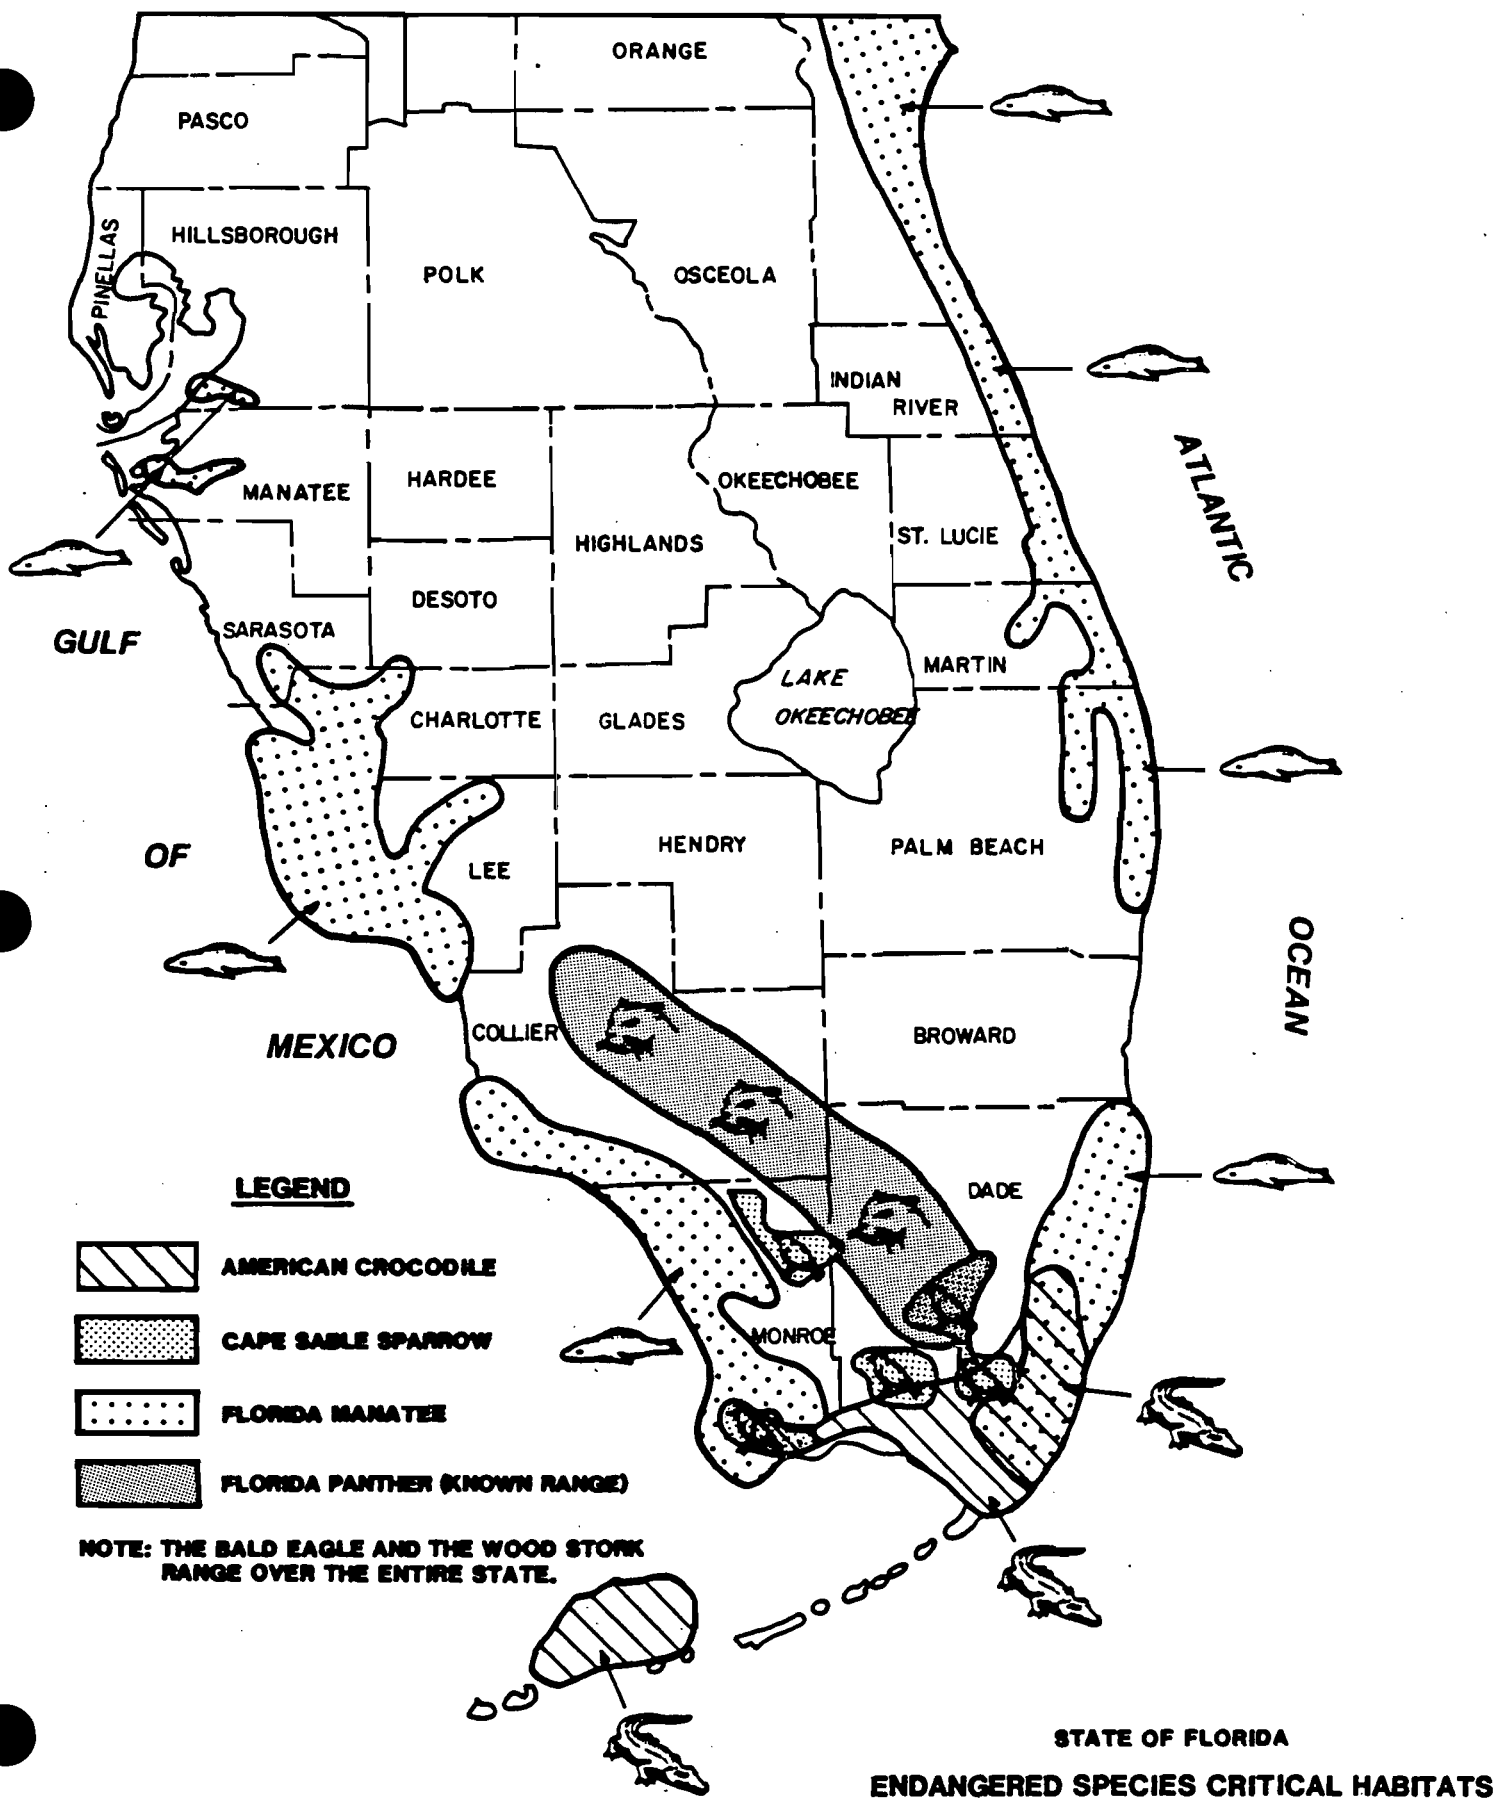 ORANGE
PASCO
PINELLAS
HILLSBOROUGH
POLK
OSCEOLA
INDIAN
RIVER
MANATEE
HARDEE
OKEECHOBEE
ATLANTIC
HIGHLANDS
ST. LUCIE
DESOTO
GULF
SARASOTA
MARTIN
LAKE
OKEECHOBEE
CHARLOTTE
GLADES
OF
LEE
HENDRY
PALM BEACH
OCEAN
MEXICO
COLLIER
BROWARD
DADE
MONROE
LEGEND
AMERICAN CROCODILE
CAPE SABLE SPARROW
FLORIDA MANATEE
FLORIDA PANTHER (KNOWN RANGE)
NOTE: THE BALD EAGLE AND THE WOOD STORK
RANGE OVER THE ENTIRE STATE.
STATE OF FLORIDA
ENDANGERED SPECIES CRITICAL HABITATS